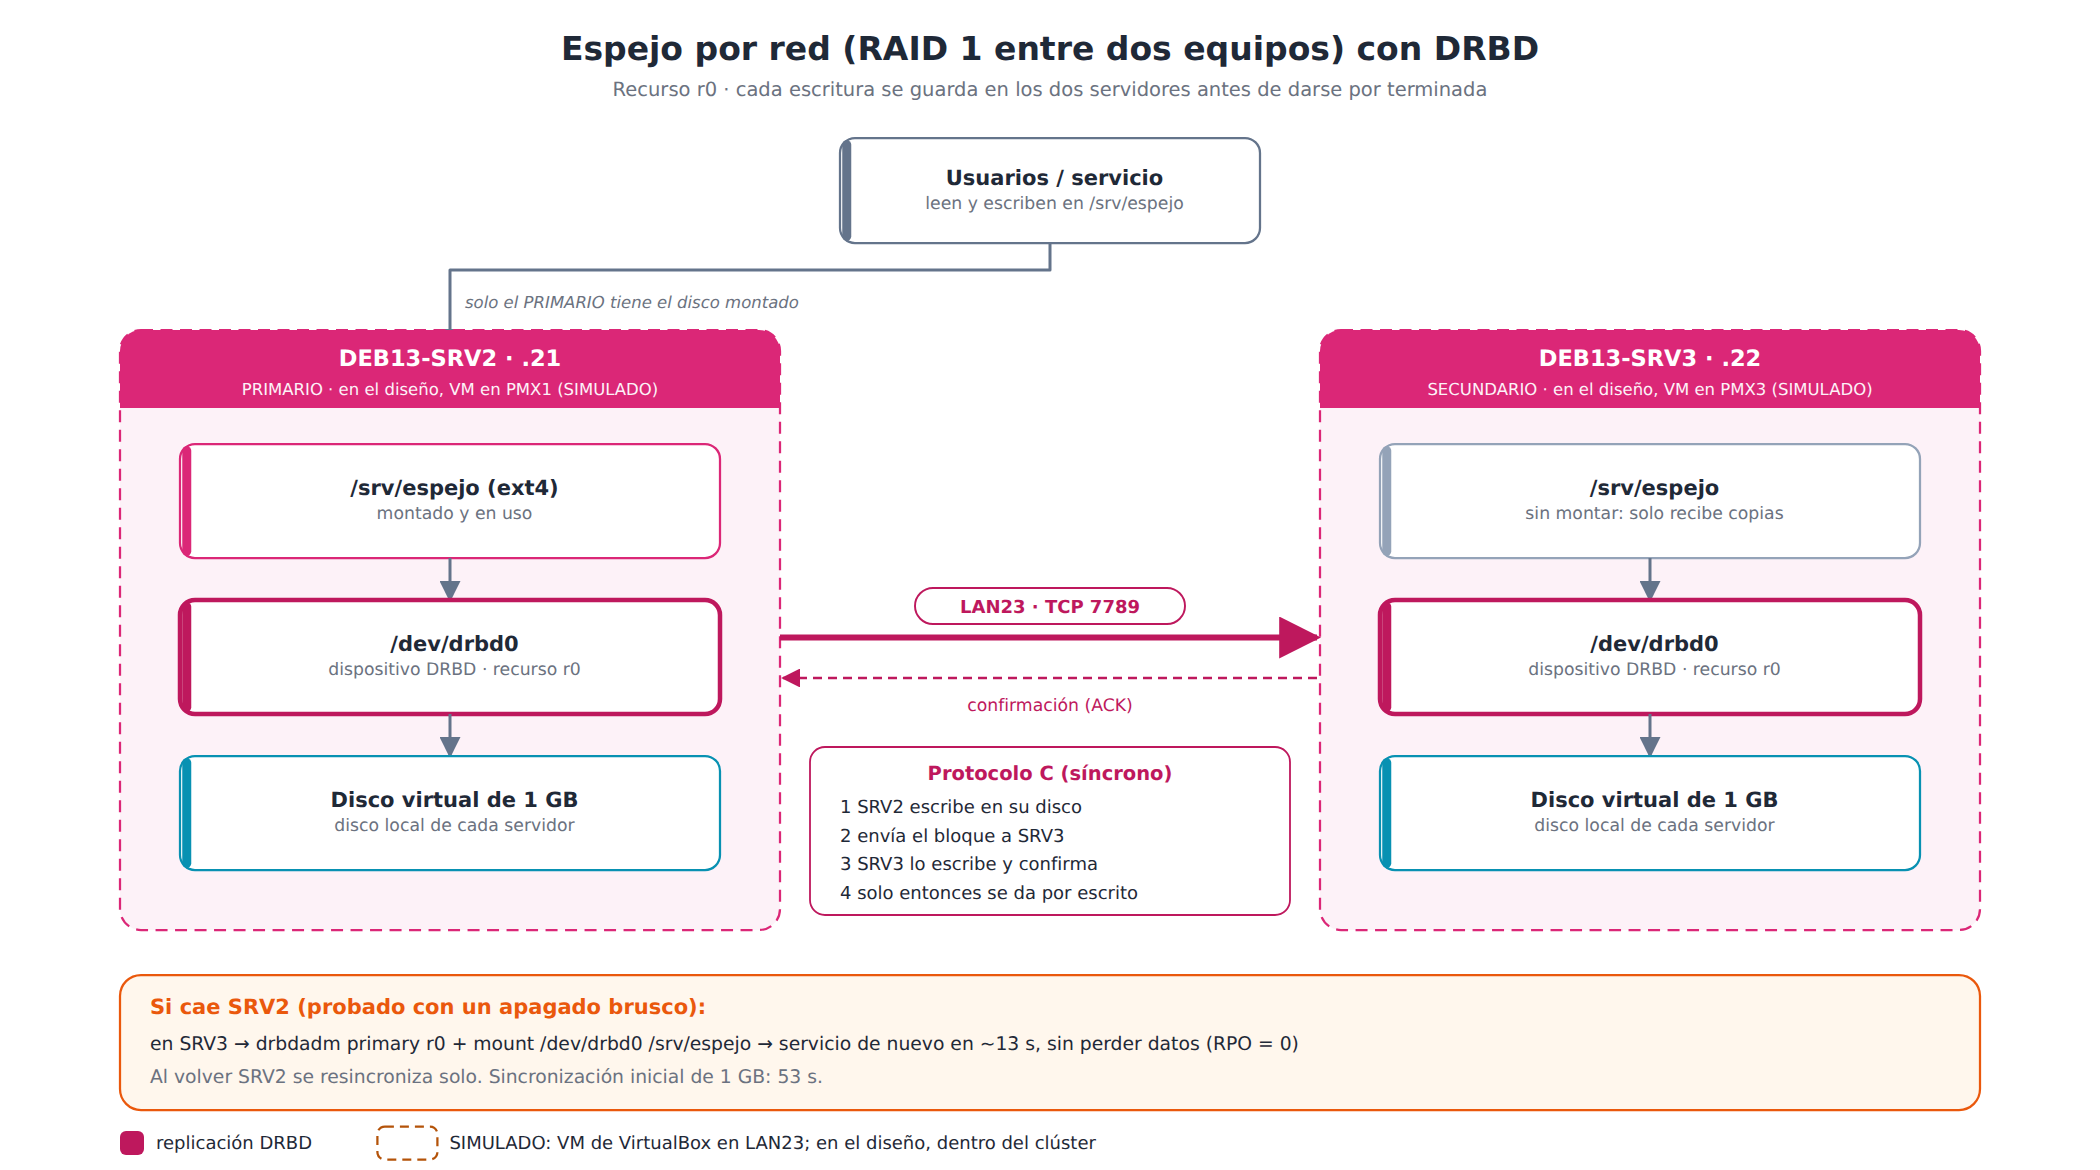 Espejo por red (RAID 1 entre dos equipos) con DRBD
Recurso r0 · cada escritura se guarda en los dos servidores antes de darse por terminada
Usuarios / servicio
leen y escriben en /srv/espejo
solo el PRIMARIO tiene el disco montado
DEB13-SRV2 · .21
PRIMARIO · en el diseño, VM en PMX1 (SIMULADO)
/srv/espejo (ext4)
montado y en uso
/dev/drbd0
dispositivo DRBD · recurso r0
Disco virtual de 1 GB
disco local de cada servidor
LAN23 · TCP 7789
confirmación (ACK)
Protocolo C (síncrono)
1 SRV2 escribe en su disco
2 envía el bloque a SRV3
3 SRV3 lo escribe y confirma
4 solo entonces se da por escrito
DEB13-SRV3 · .22
SECUNDARIO · en el diseño, VM en PMX3 (SIMULADO)
/srv/espejo
sin montar: solo recibe copias
/dev/drbd0
dispositivo DRBD · recurso r0
Disco virtual de 1 GB
disco local de cada servidor
Si cae SRV2 (probado con un apagado brusco):
en SRV3 → drbdadm primary r0 + mount /dev/drbd0 /srv/espejo → servicio de nuevo en ~13 s, sin perder datos (RPO = 0)
Al volver SRV2 se resincroniza solo. Sincronización inicial de 1 GB: 53 s.
replicación DRBD
SIMULADO: VM de VirtualBox en LAN23; en el diseño, dentro del clúster